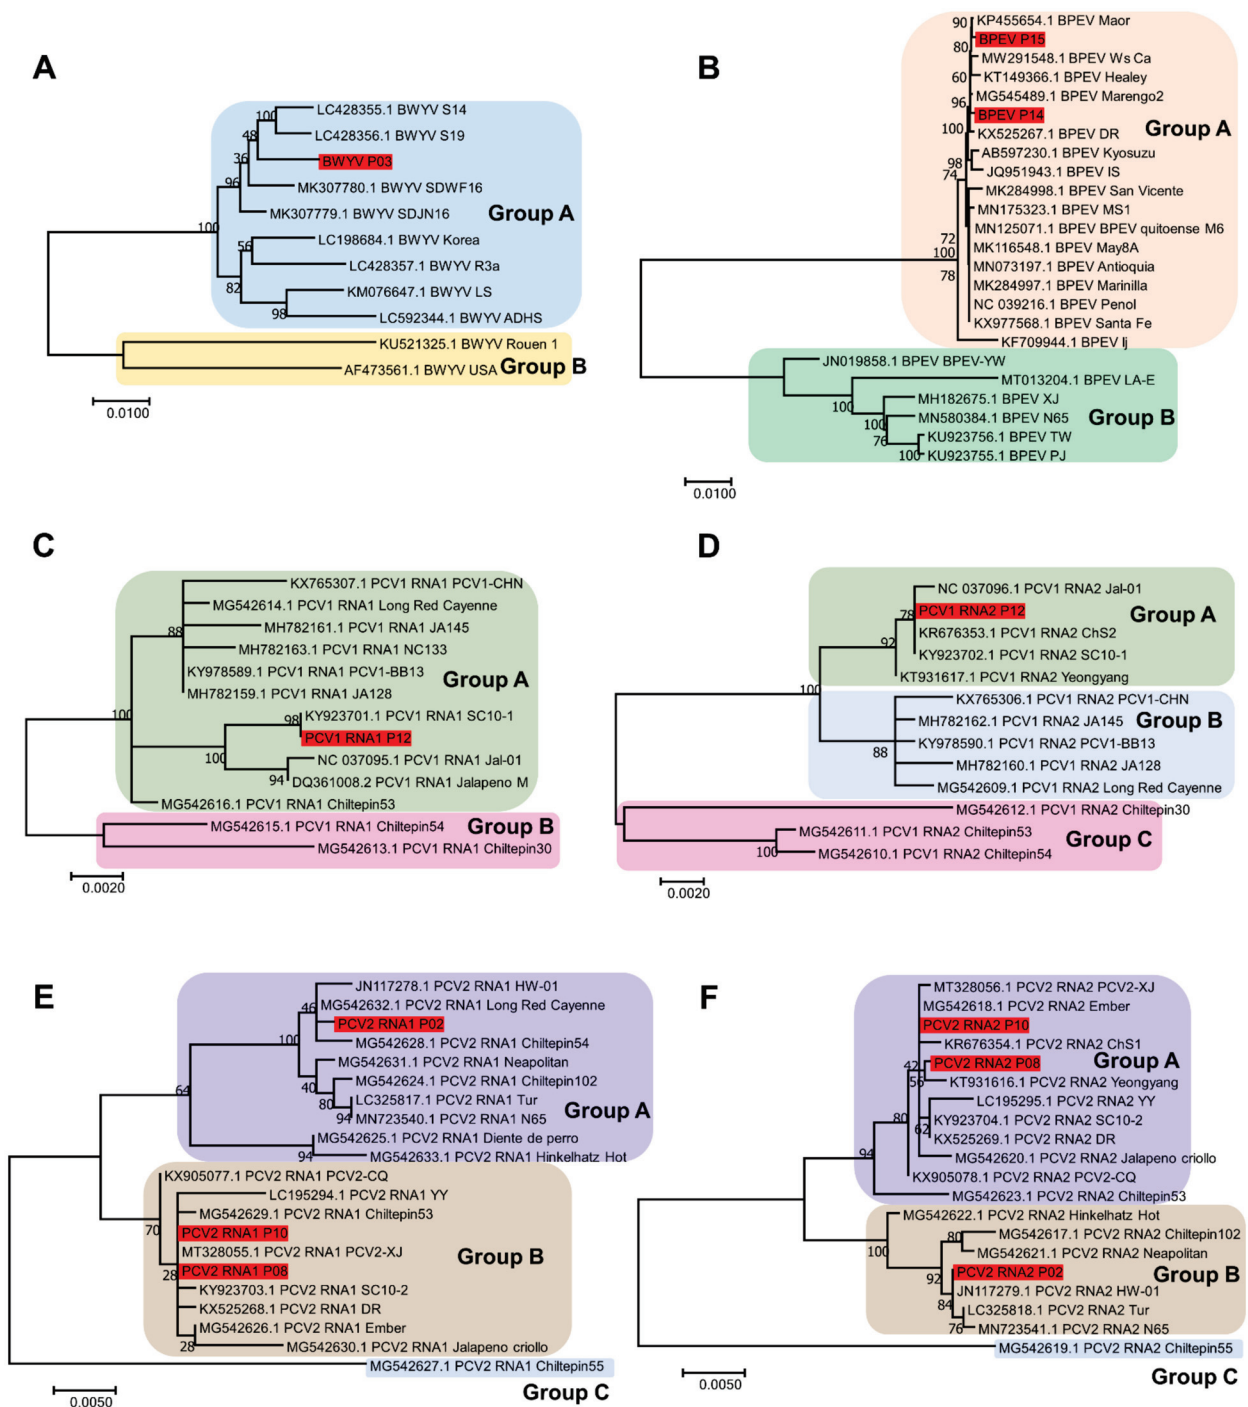 A
100
LC428355.1 BWYV S14
48
LC428356.1 BWYV S19
36
BWYV P03
96
MK307780.1 BWYV SDWF16
MK307779.1 BWYV SDJN16
Group A
100
56
LC198684.1 BWYV Korea
LC428357.1 BWYV R3a
82
KM076647.1 BWYV LS
98
LC592344.1 BWYV ADHS
KU521325.1 BWYV Rouen 1
AF473561.1 BWYV USA
Group B
0.0100
B
90
KP455654.1 BPEV Maor
BPEV P15
80
MW291548.1 BPEV Ws Ca
60
KT149366.1 BPEV Healey
MG545489.1 BPEV Marengo2
96
BPEV P14
Group A
100
KX525267.1 BPEV DR
AB597230.1 BPEV Kyosuzu
98
JQ951943.1 BPEV IS
74
MK284998.1 BPEV San Vicente
MN175323.1 BPEV MS1
MN125071.1 BPEV BPEV quitoense M6
72
MK116548.1 BPEV May8A
100
MN073197.1 BPEV Antioquia
78
MK284997.1 BPEV Marinilla
NC 039216.1 BPEV Penol
KX977568.1 BPEV Santa Fe
KF709944.1 BPEV Ij
JN019858.1 BPEV BPEV-YW
MT013204.1 BPEV LA-E
100
MH182675.1 BPEV XJ
100
MN580384.1 BPEV N65
Group B
76
KU923756.1 BPEV TW
100
KU923755.1 BPEV PJ
0.0100
C
KX765307.1 PCV1 RNA1 PCV1-CHN
MG542614.1 PCV1 RNA1 Long Red Cayenne
88
MH782161.1 PCV1 RNA1 JA145
MH782163.1 PCV1 RNA1 NC133
KY978589.1 PCV1 RNA1 PCV1-BB13
Group A
MH782159.1 PCV1 RNA1 JA128
100
98
KY923701.1 PCV1 RNA1 SC10-1
PCV1 RNA1 P12
100
NC 037095.1 PCV1 RNA1 Jal-01
94
DQ361008.2 PCV1 RNA1 Jalapeno M
MG542616.1 PCV1 RNA1 Chiltepin53
MG542615.1 PCV1 RNA1 Chiltepin54
Group B
MG542613.1 PCV1 RNA1 Chiltepin30
0.0020
D
NC 037096.1 PCV1 RNA2 Jal-01
78
PCV1 RNA2 P12
Group A
92
KR676353.1 PCV1 RNA2 ChS2
KY923702.1 PCV1 RNA2 SC10-1
KT931617.1 PCV1 RNA2 Yeongyang
100
KX765306.1 PCV1 RNA2 PCV1-CHN
MH782162.1 PCV1 RNA2 JA145
Group B
88
KY978590.1 PCV1 RNA2 PCV1-BB13
MH782160.1 PCV1 RNA2 JA128
MG542609.1 PCV1 RNA2 Long Red Cayenne
MG542612.1 PCV1 RNA2 Chiltepin30
MG542611.1 PCV1 RNA2 Chiltepin53
Group C
100
MG542610.1 PCV1 RNA2 Chiltepin54
0.0020
E
JN117278.1 PCV2 RNA1 HW-01
46
MG542632.1 PCV2 RNA1 Long Red Cayenne
PCV2 RNA1 P02
100
MG542628.1 PCV2 RNA1 Chiltepin54
MG542631.1 PCV2 RNA1 Neapolitan
40
MG542624.1 PCV2 RNA1 Chiltepin102
64
80
LC325817.1 PCV2 RNA1 Tur
Group A
94
MN723540.1 PCV2 RNA1 N65
MG542625.1 PCV2 RNA1 Diente de perro
94
MG542633.1 PCV2 RNA1 Hinkelhatz Hot
KX905077.1 PCV2 RNA1 PCV2-CQ
LC195294.1 PCV2 RNA1 YY
MG542629.1 PCV2 RNA1 Chiltepin53
70
PCV2 RNA1 P10
MT328055.1 PCV2 RNA1 PCV2-XJ
Group B
28
PCV2 RNA1 P08
KY923703.1 PCV2 RNA1 SC10-2
KX525268.1 PCV2 RNA1 DR
MG542626.1 PCV2 RNA1 Ember
28
MG542630.1 PCV2 RNA1 Jalapeno criollo
MG542627.1 PCV2 RNA1 Chiltepin55
Group C
0.0050
F
MT328056.1 PCV2 RNA2 PCV2-XJ
MG542618.1 PCV2 RNA2 Ember
PCV2 RNA2 P10
KR676354.1 PCV2 RNA2 ChS1
42
PCV2 RNA2 P08
Group A
56
KT931616.1 PCV2 RNA2 Yeongyang
LC195295.1 PCV2 RNA2 YY
80
KY923704.1 PCV2 RNA2 SC10-2
62
KX525269.1 PCV2 RNA2 DR
94
MG542620.1 PCV2 RNA2 Jalapeno criollo
KX905078.1 PCV2 RNA2 PCV2-CQ
MG542623.1 PCV2 RNA2 Chiltepin53
MG542622.1 PCV2 RNA2 Hinkelhatz Hot
80
MG542617.1 PCV2 RNA2 Chiltepin102
100
MG542621.1 PCV2 RNA2 Neapolitan
92
PCV2 RNA2 P02
Group B
JN117279.1 PCV2 RNA2 HW-01
84
LC325818.1 PCV2 RNA2 Tur
76
MN723541.1 PCV2 RNA2 N65
MG542619.1 PCV2 RNA2 Chiltepin55
Group C
0.0050